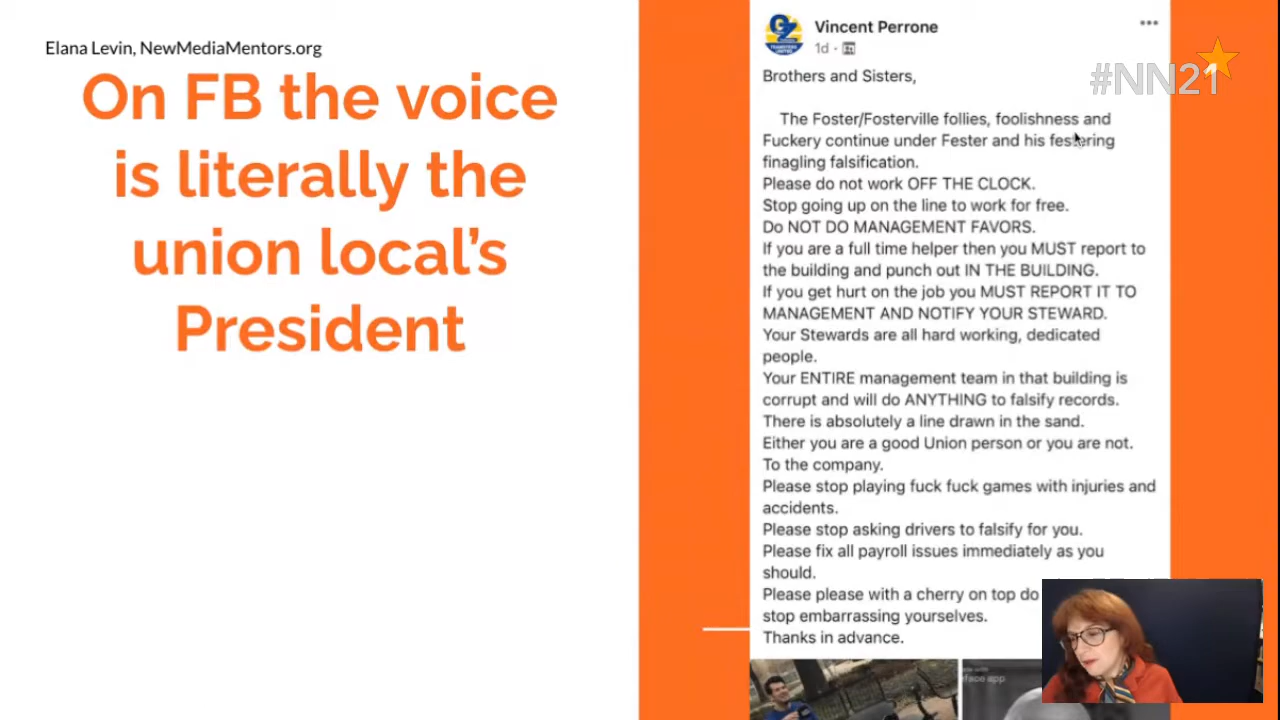 Elana Levin, NewMediaMentors.org
On FB the voice
is literally the
union local's
President
Vincent Perrone
1d ·
#NN21
Brothers and Sisters,
The Foster/Fosterville follies, foolishness and
Fuckery continue under Fester and his festering
finagling falsification.
Please do not work OFF THE CLOCK.
Stop going up on the line to work for free.
Do NOT DO MANAGEMENT FAVORS.
If you are a full time helper then you MUST report to
the building and punch out IN THE BUILDING.
If you get hurt on the job you MUST REPORT IT TO
MANAGEMENT AND NOTIFY YOUR STEWARD.
Your Stewards are all hard working, dedicated
people.
Your ENTIRE management team in that building is
corrupt and will do ANYTHING to falsify records.
There is absolutely a line drawn in the sand.
Either you are a good Union person or you are not.
To the company.
Please stop playing fuck fuck games with injuries and
accidents.
Please stop asking drivers to falsify for you.
Please fix all payroll issues immediately as you
should.
Please please with a cherry on top do
stop embarrassing yourselves.
Thanks in advance.
face app